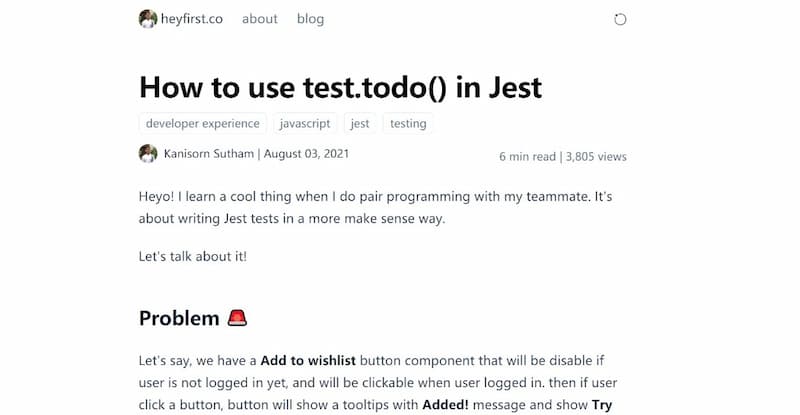 heyfirst.co about blog
How to use test.todo() in Jest
developer experience javascript jest testing
Kanisorn Sutham | August 03, 2021 6 min read | 3,805 views
Heyo! I learn a cool thing when I do pair programming with my teammate. It's
about writing Jest tests in a more make sense way.
Let's talk about it!
Problem 🚨
Let's say, we have a Add to wishlist button component that will be disable if
user is not logged in yet, and will be clickable when user logged in. then if user
click a button, button will show a tooltips with Added! message and show Try